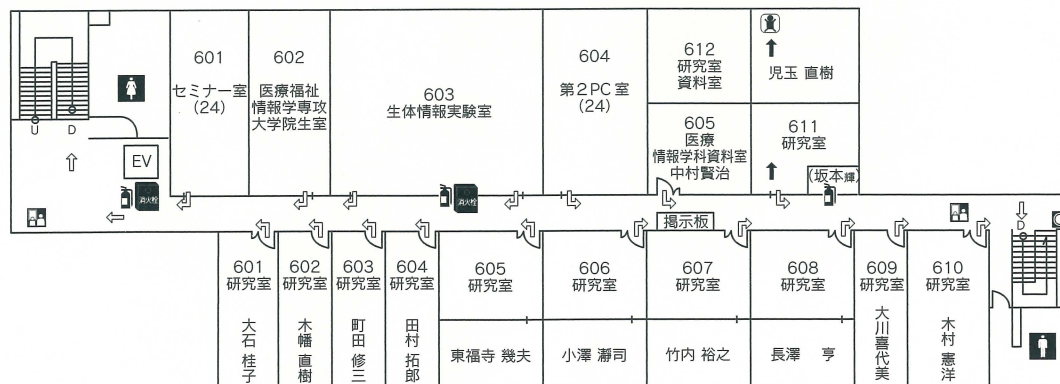 601
セミナー室
(24)
602
医療福祉
情報学専攻
大学院生室
603
生体情報実験室
604
第2PC室
(24)
612
研究室
資料室
児玉 直樹
605
医療
情報学科資料室
中村賢治
611
研究室
(坂本輝)
U
D
EV
消火栓
消火栓
掲示板
D
601
研究室
大石 桂子
602
研究室
木幡 直樹
603
研究室
町田 修三
604
研究室
田村 拓郎
605
研究室
東福寺 幾夫
606
研究室
小澤 瀞司
607
研究室
竹内 裕之
608
研究室
長澤 亨
609
研究室
大川喜代美
610
研究室
木村 憲洋